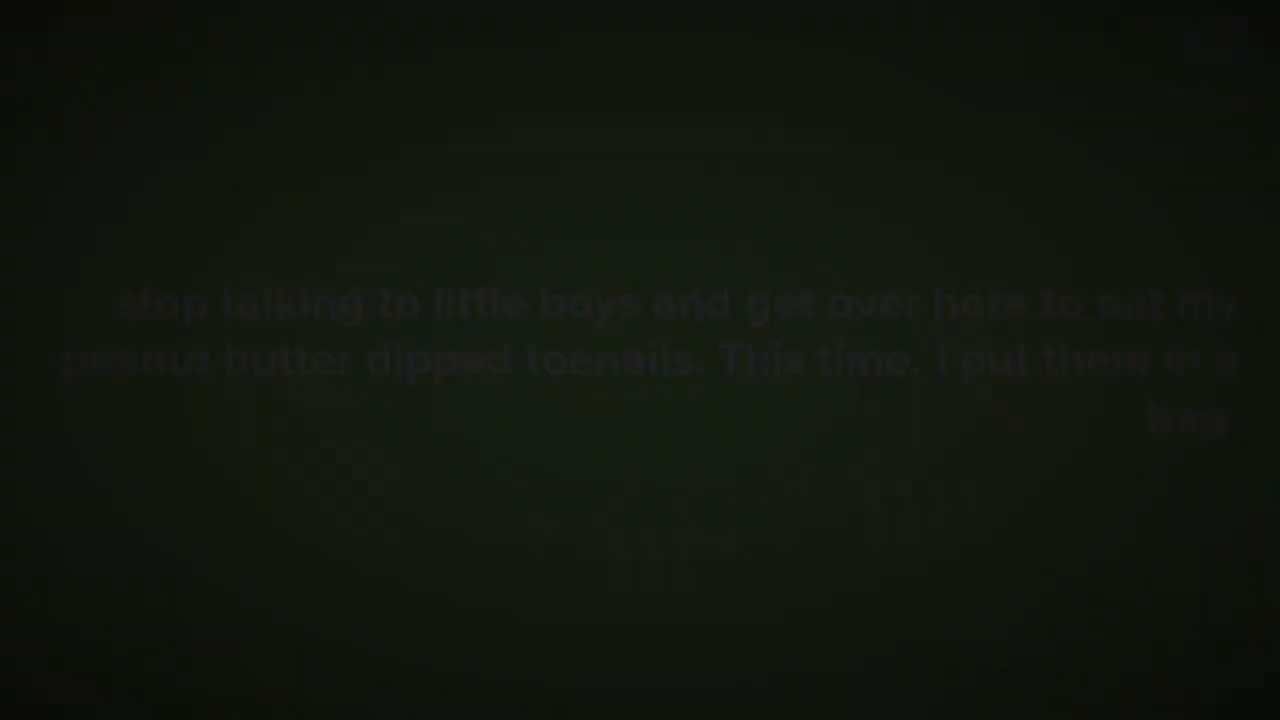 stop talking to little boys and get over here to eat my
peanut butter dipped toenails. This time. I put them in a
bag